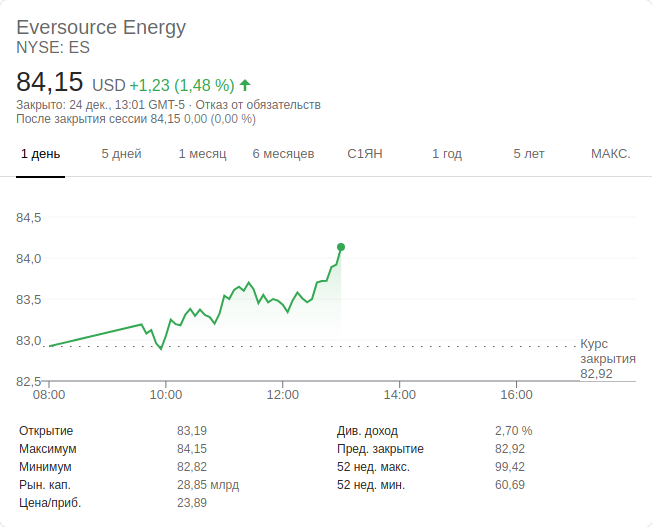 Eversource Energy
NYSE: ES
84,15 USD +1,23 (1,48 %)
Закрыто: 24 дек., 13:01 GMT-5 · Отказ от обязательств
После закрытия сессии 84,15 0,00 (0,00 %)
1 день 5 дней 1 месяц 6 месяцев С1ЯН 1 год 5 лет МАКС.
84,5
84,0
83,5
83,0
82,5
Курс
закрытия
82,92
08:00 10:00 12:00 14:00 16:00
Открытие 83,19 Див. доход 2,70 %
Максимум 84,15 Пред. закрытие 82,92
Минимум 82,82 52 нед. макс. 99,42
Рын. кап. 28,85 млрд 52 нед. мин. 60,69
Цена/приб. 23,89